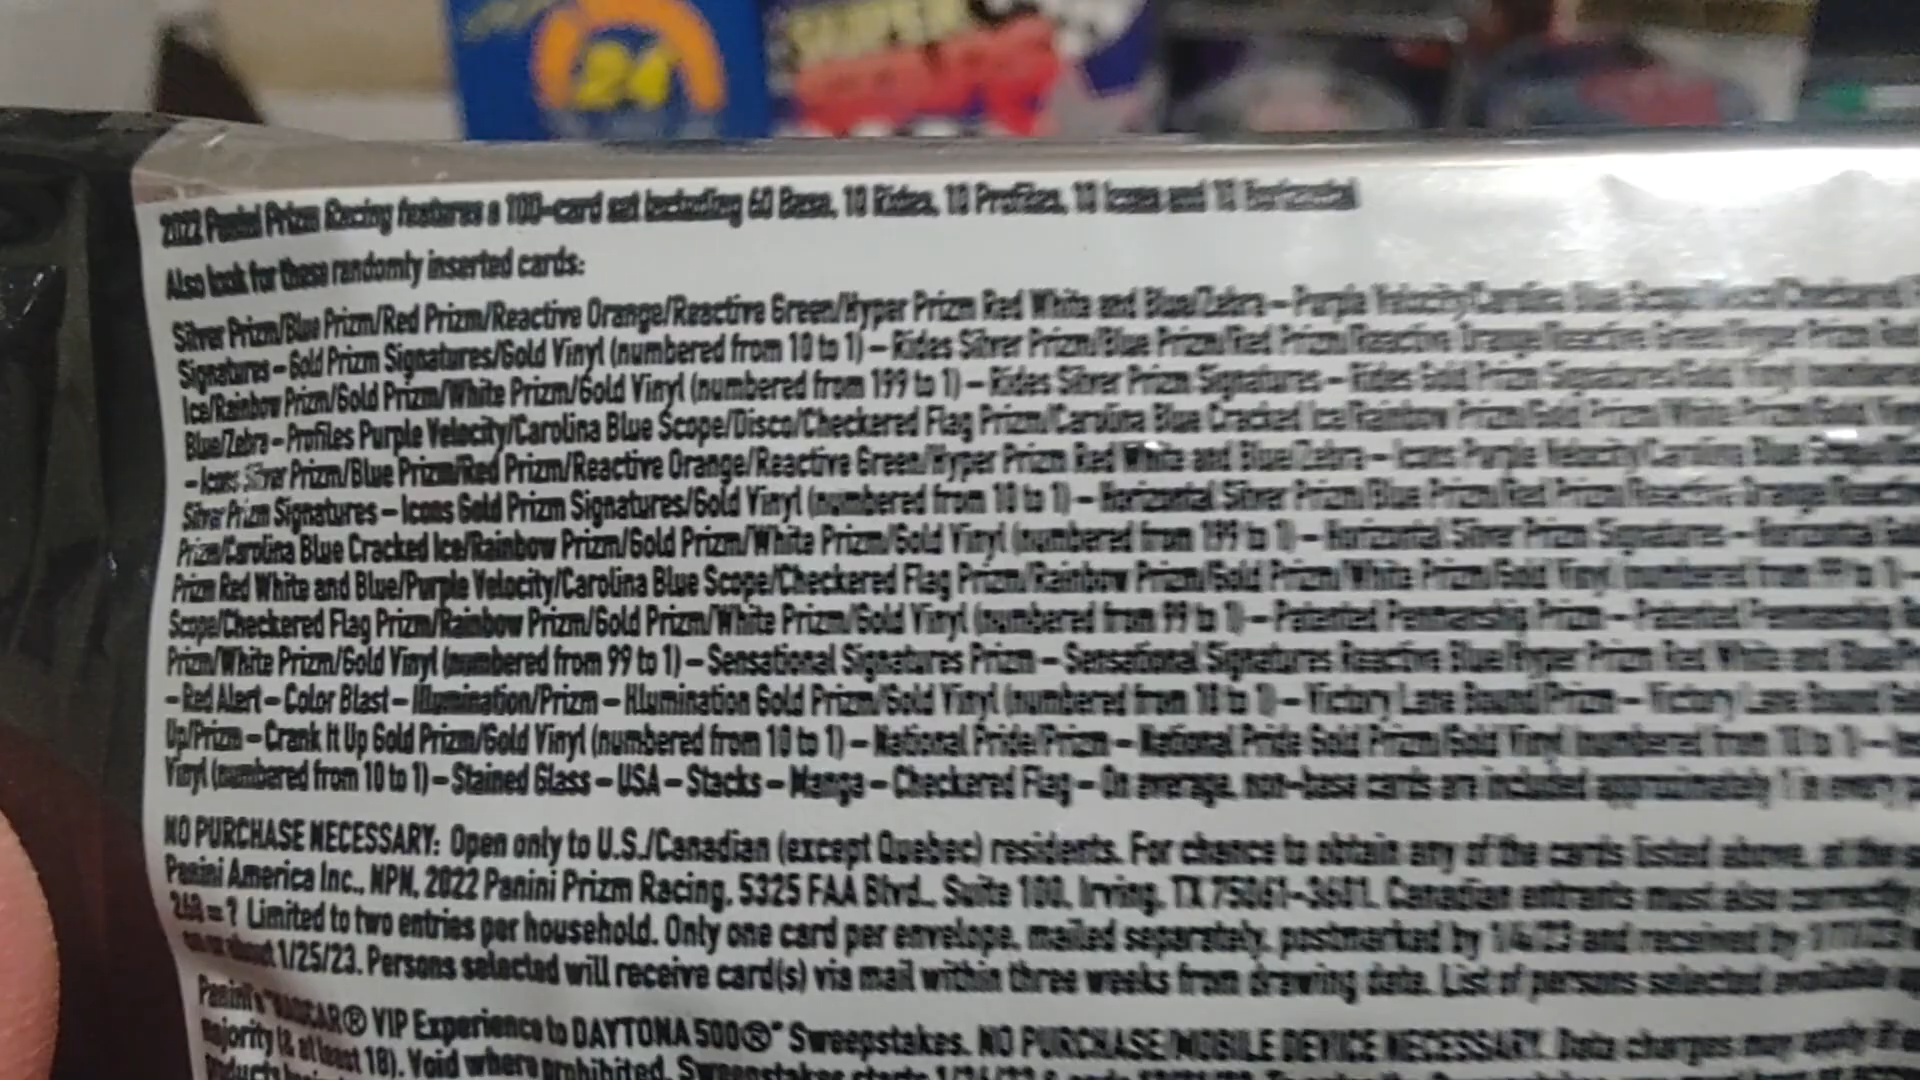 24
SUPER
2022 Panini Prizm Racing features a 100-card set including 60 Base, 10 Rides, 10 Profiles, 10 Icons and 10 Horizontal
Also look for these randomly inserted cards:
Silver Prizm/Blue Prizm/Red Prizm/Reactive Orange/Reactive Green/Hyper Prizm Red White and Blue/Zebra – Purple Velocity/Carolina Blue Scope/Disco/Checkered
Signatures – Gold Prizm Signatures/Gold Vinyl (numbered from 10 to 1) – Rides Silver Prizm/Blue Prizm/Red Prizm/Reactive Orange/Reactive Green/Hyper Prizm Red
Ice/Rainbow Prizm/Gold Prizm/White Prizm/Gold Vinyl (numbered from 199 to 1) – Rides Silver Prizm Signatures – Rides Gold Prizm Signatures/Gold Vinyl
Blue/Zebra – Profiles Purple Velocity/Carolina Blue Scope/Disco/Checkered Flag Prizm/Carolina Blue Cracked Ice/Rainbow Prizm/Gold Prizm/White Prizm/Gold
– Icons Silver Prizm/Blue Prizm/Red Prizm/Reactive Orange/Reactive Green/Hyper Prizm Red White and Blue/Zebra – Icons Purple Velocity/Carolina Blue
Silver Prizm Signatures – Icons Gold Prizm Signatures/Gold Vinyl (numbered from 10 to 1) – Horizontal Silver Prizm/Blue Prizm/Red Prizm/Reactive Orange
Prizm/Carolina Blue Cracked Ice/Rainbow Prizm/Gold Prizm/White Prizm/Gold Vinyl (numbered from 199 to 1) – Horizontal Silver Prizm Signatures – Horizontal
Prizm Red White and Blue/Purple Velocity/Carolina Blue Scope/Checkered Flag Prizm/Rainbow Prizm/Gold Prizm/White Prizm/Gold Vinyl (numbered from 99 to 1) –
Scope/Checkered Flag Prizm/Rainbow Prizm/Gold Prizm/White Prizm/Gold Vinyl (numbered from 99 to 1) – Patented Penmanship Prizm – Patented Penmanship
Prizm/White Prizm/Gold Vinyl (numbered from 99 to 1) – Sensational Signatures Prizm – Sensational Signatures Reactive Blue/Hyper Prizm Red White and
– Red Alert – Color Blast – Illumination/Prizm – Illumination Gold Prizm/Gold Vinyl (numbered from 10 to 1) – Victory Lane Bound/Prizm – Victory Lane Bound
Up/Prizm – Crank It Up Gold Prizm/Gold Vinyl (numbered from 10 to 1) – National Pride/Prizm – National Pride Gold Prizm/Gold Vinyl (numbered from 10 to 1) –
Vinyl (numbered from 10 to 1) – Stained Glass – USA – Stacks – Manga – Checkered Flag – On average, non-base cards are included approximately 1 in every
NO PURCHASE NECESSARY: Open only to U.S./Canadian (except Quebec) residents. For chance to obtain any of the cards listed above, at the
Panini America Inc., NPN, 2022 Panini Prizm Racing, 5325 FAA Blvd., Suite 100, Irving, TX 75061-3601. Canadian entrants must also correctly
= ? Limited to two entries per household. Only one card per envelope, mailed separately, postmarked by 1/4/23 and received by
on or about 1/25/23. Persons selected will receive card(s) via mail within three weeks from drawing date. List of persons selected available
Panini's "NASCAR® VIP Experience to DAYTONA 500®" Sweepstakes. NO PURCHASE/MOBILE DEVICE NECESSARY. Data charges may apply
majority (& at least 18). Void where prohibited. Sweepstakes starts